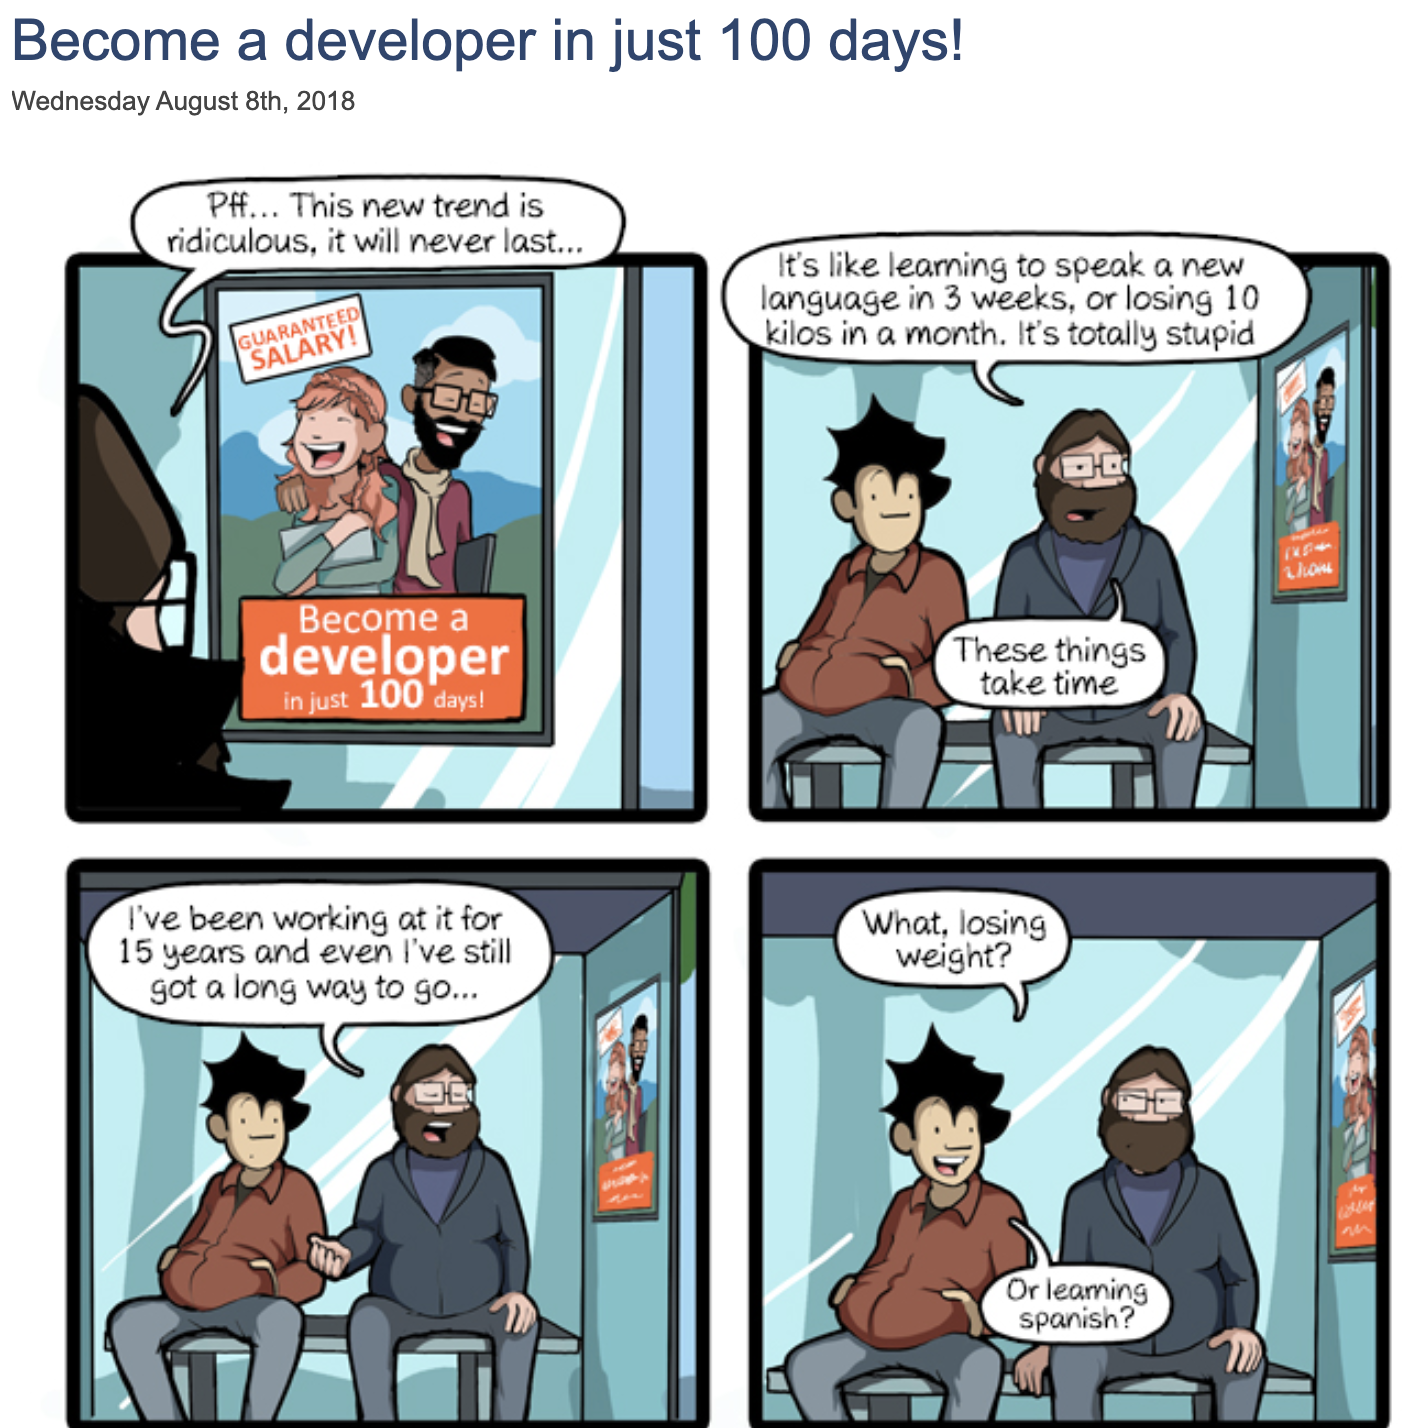 Become a developer in just 100 days!
Wednesday August 8th, 2018
Pff... This new trend is
ridiculous, it will never last...
GUARANTEED
SALARY!
Become a
developer
in just 100 days!
It's like learning to speak a new
language in 3 weeks, or losing 10
kilos in a month. It's totally stupid
These things
take time
I've been working at it for
15 years and even I've still
got a long way to go...
What, losing
weight?
Or learning
spanish?